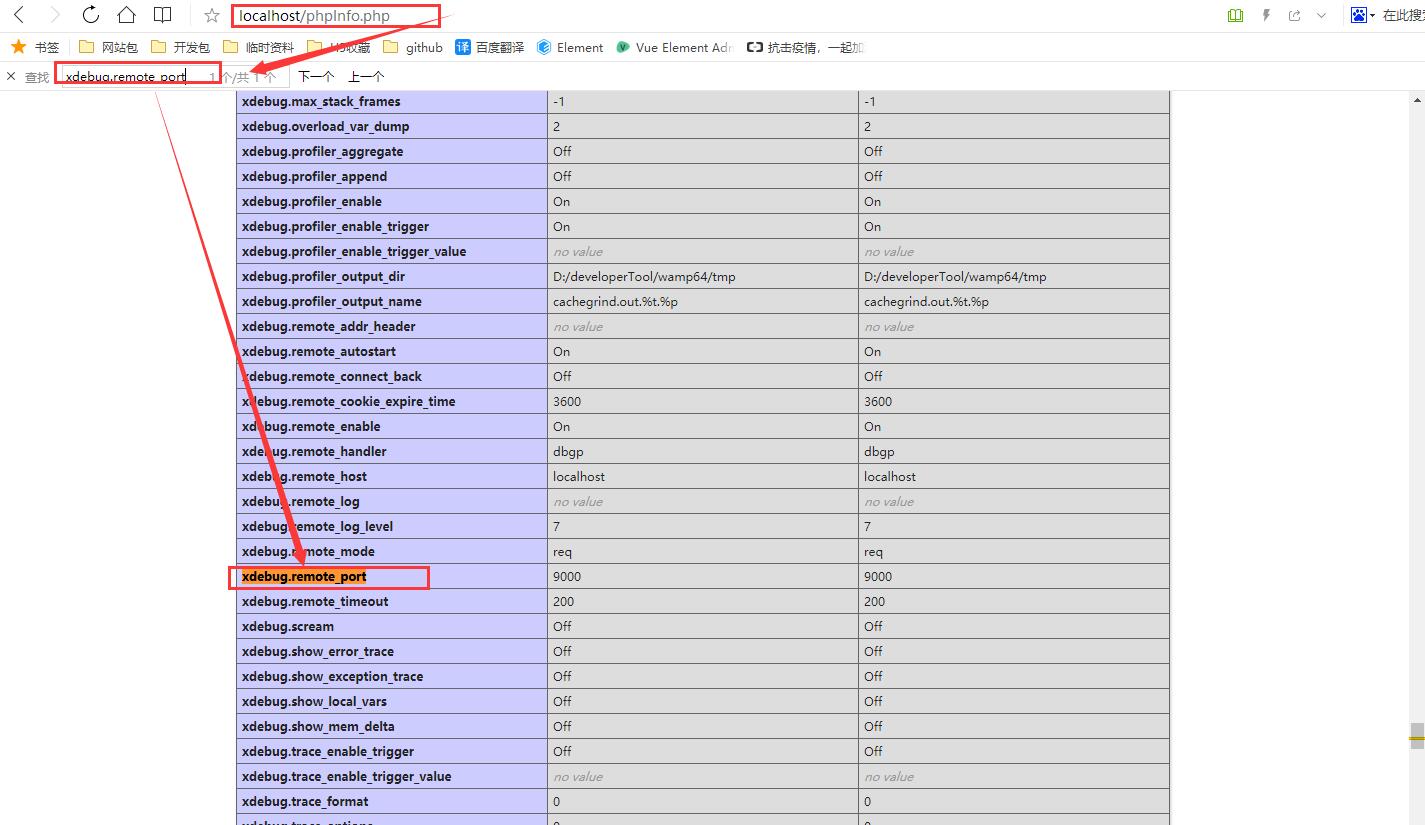 localhost/phpInfo.php
在此搜
书签 网站包 开发包 临时资料 H5收藏 github 译 百度翻译 Element Vue Element Adm 抗击疫情，一起加
查找 xdebug.remote_port 1个/共1个 下一个 上一个
xdebug.max_stack_frames -1 -1
xdebug.overload_var_dump 2 2
xdebug.profiler_aggregate Off Off
xdebug.profiler_append Off Off
xdebug.profiler_enable On On
xdebug.profiler_enable_trigger On On
xdebug.profiler_enable_trigger_value no value no value
xdebug.profiler_output_dir D:/developerTool/wamp64/tmp D:/developerTool/wamp64/tmp
xdebug.profiler_output_name cachegrind.out.%t.%p cachegrind.out.%t.%p
xdebug.remote_addr_header no value no value
xdebug.remote_autostart On On
xdebug.remote_connect_back Off Off
xdebug.remote_cookie_expire_time 3600 3600
xdebug.remote_enable On On
xdebug.remote_handler dbgp dbgp
xdebug.remote_host localhost localhost
xdebug.remote_log no value no value
xdebug.remote_log_level 7 7
xdebug.remote_mode req req
xdebug.remote_port 9000 9000
xdebug.remote_timeout 200 200
xdebug.scream Off Off
xdebug.show_error_trace Off Off
xdebug.show_exception_trace Off Off
xdebug.show_local_vars Off Off
xdebug.show_mem_delta Off Off
xdebug.trace_enable_trigger Off Off
xdebug.trace_enable_trigger_value no value no value
xdebug.trace_format 0 0